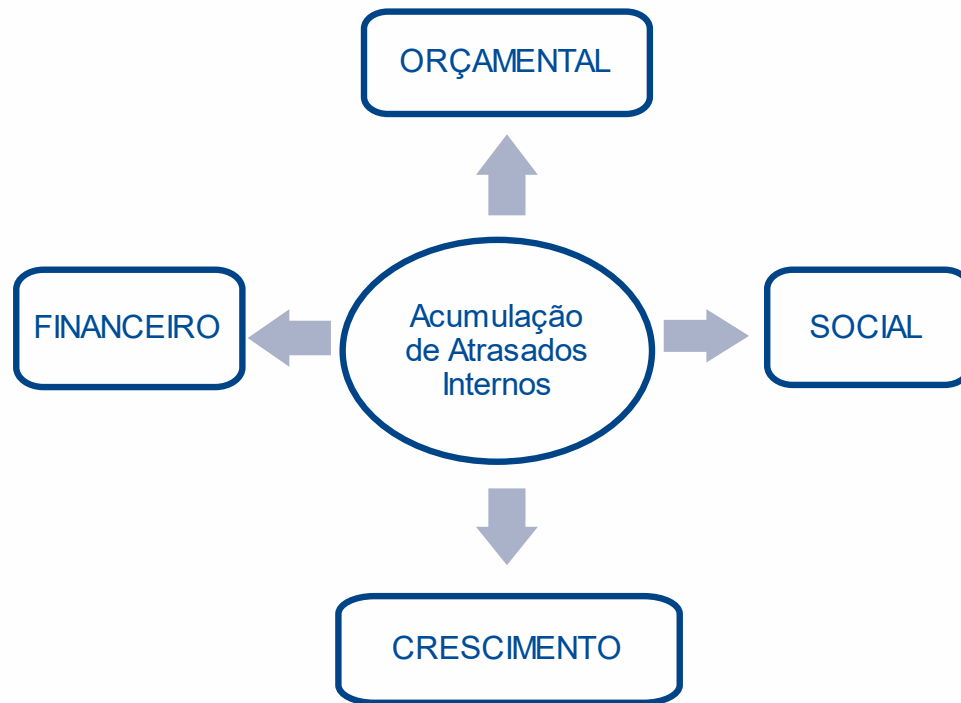 ORÇAMENTAL
FINANCEIRO
Acumulação
de Atrasados
Internos
SOCIAL
CRESCIMENTO